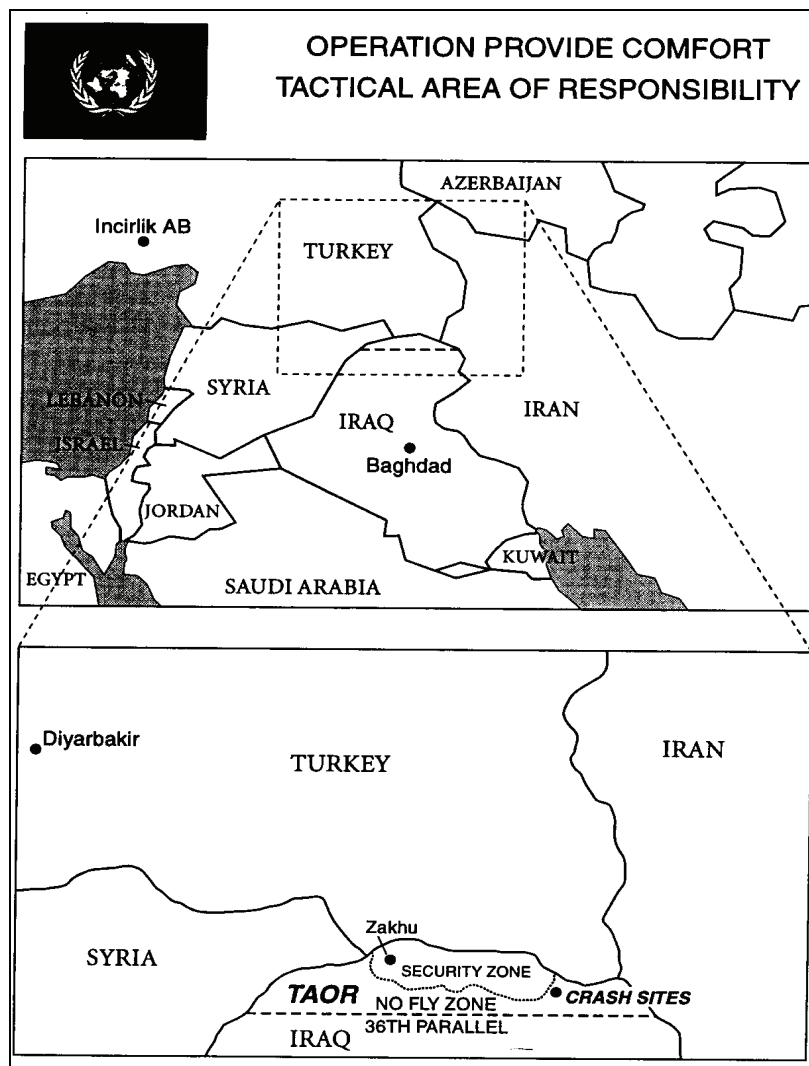 OPERATION PROVIDE COMFORT
TACTICAL AREA OF RESPONSIBILITY
AZERBAIJAN
Incirlik AB
TURKEY
SYRIA
LEBANON
IRAQ
IRAN
ISRAEL
Baghdad
JORDAN
KUWAIT
EGYPT
SAUDI ARABIA
Diyarbakir
TURKEY
IRAN
Zakhu
SYRIA
SECURITY ZONE
TAOR
NO FLY ZONE
CRASH SITES
36TH PARALLEL
IRAQ